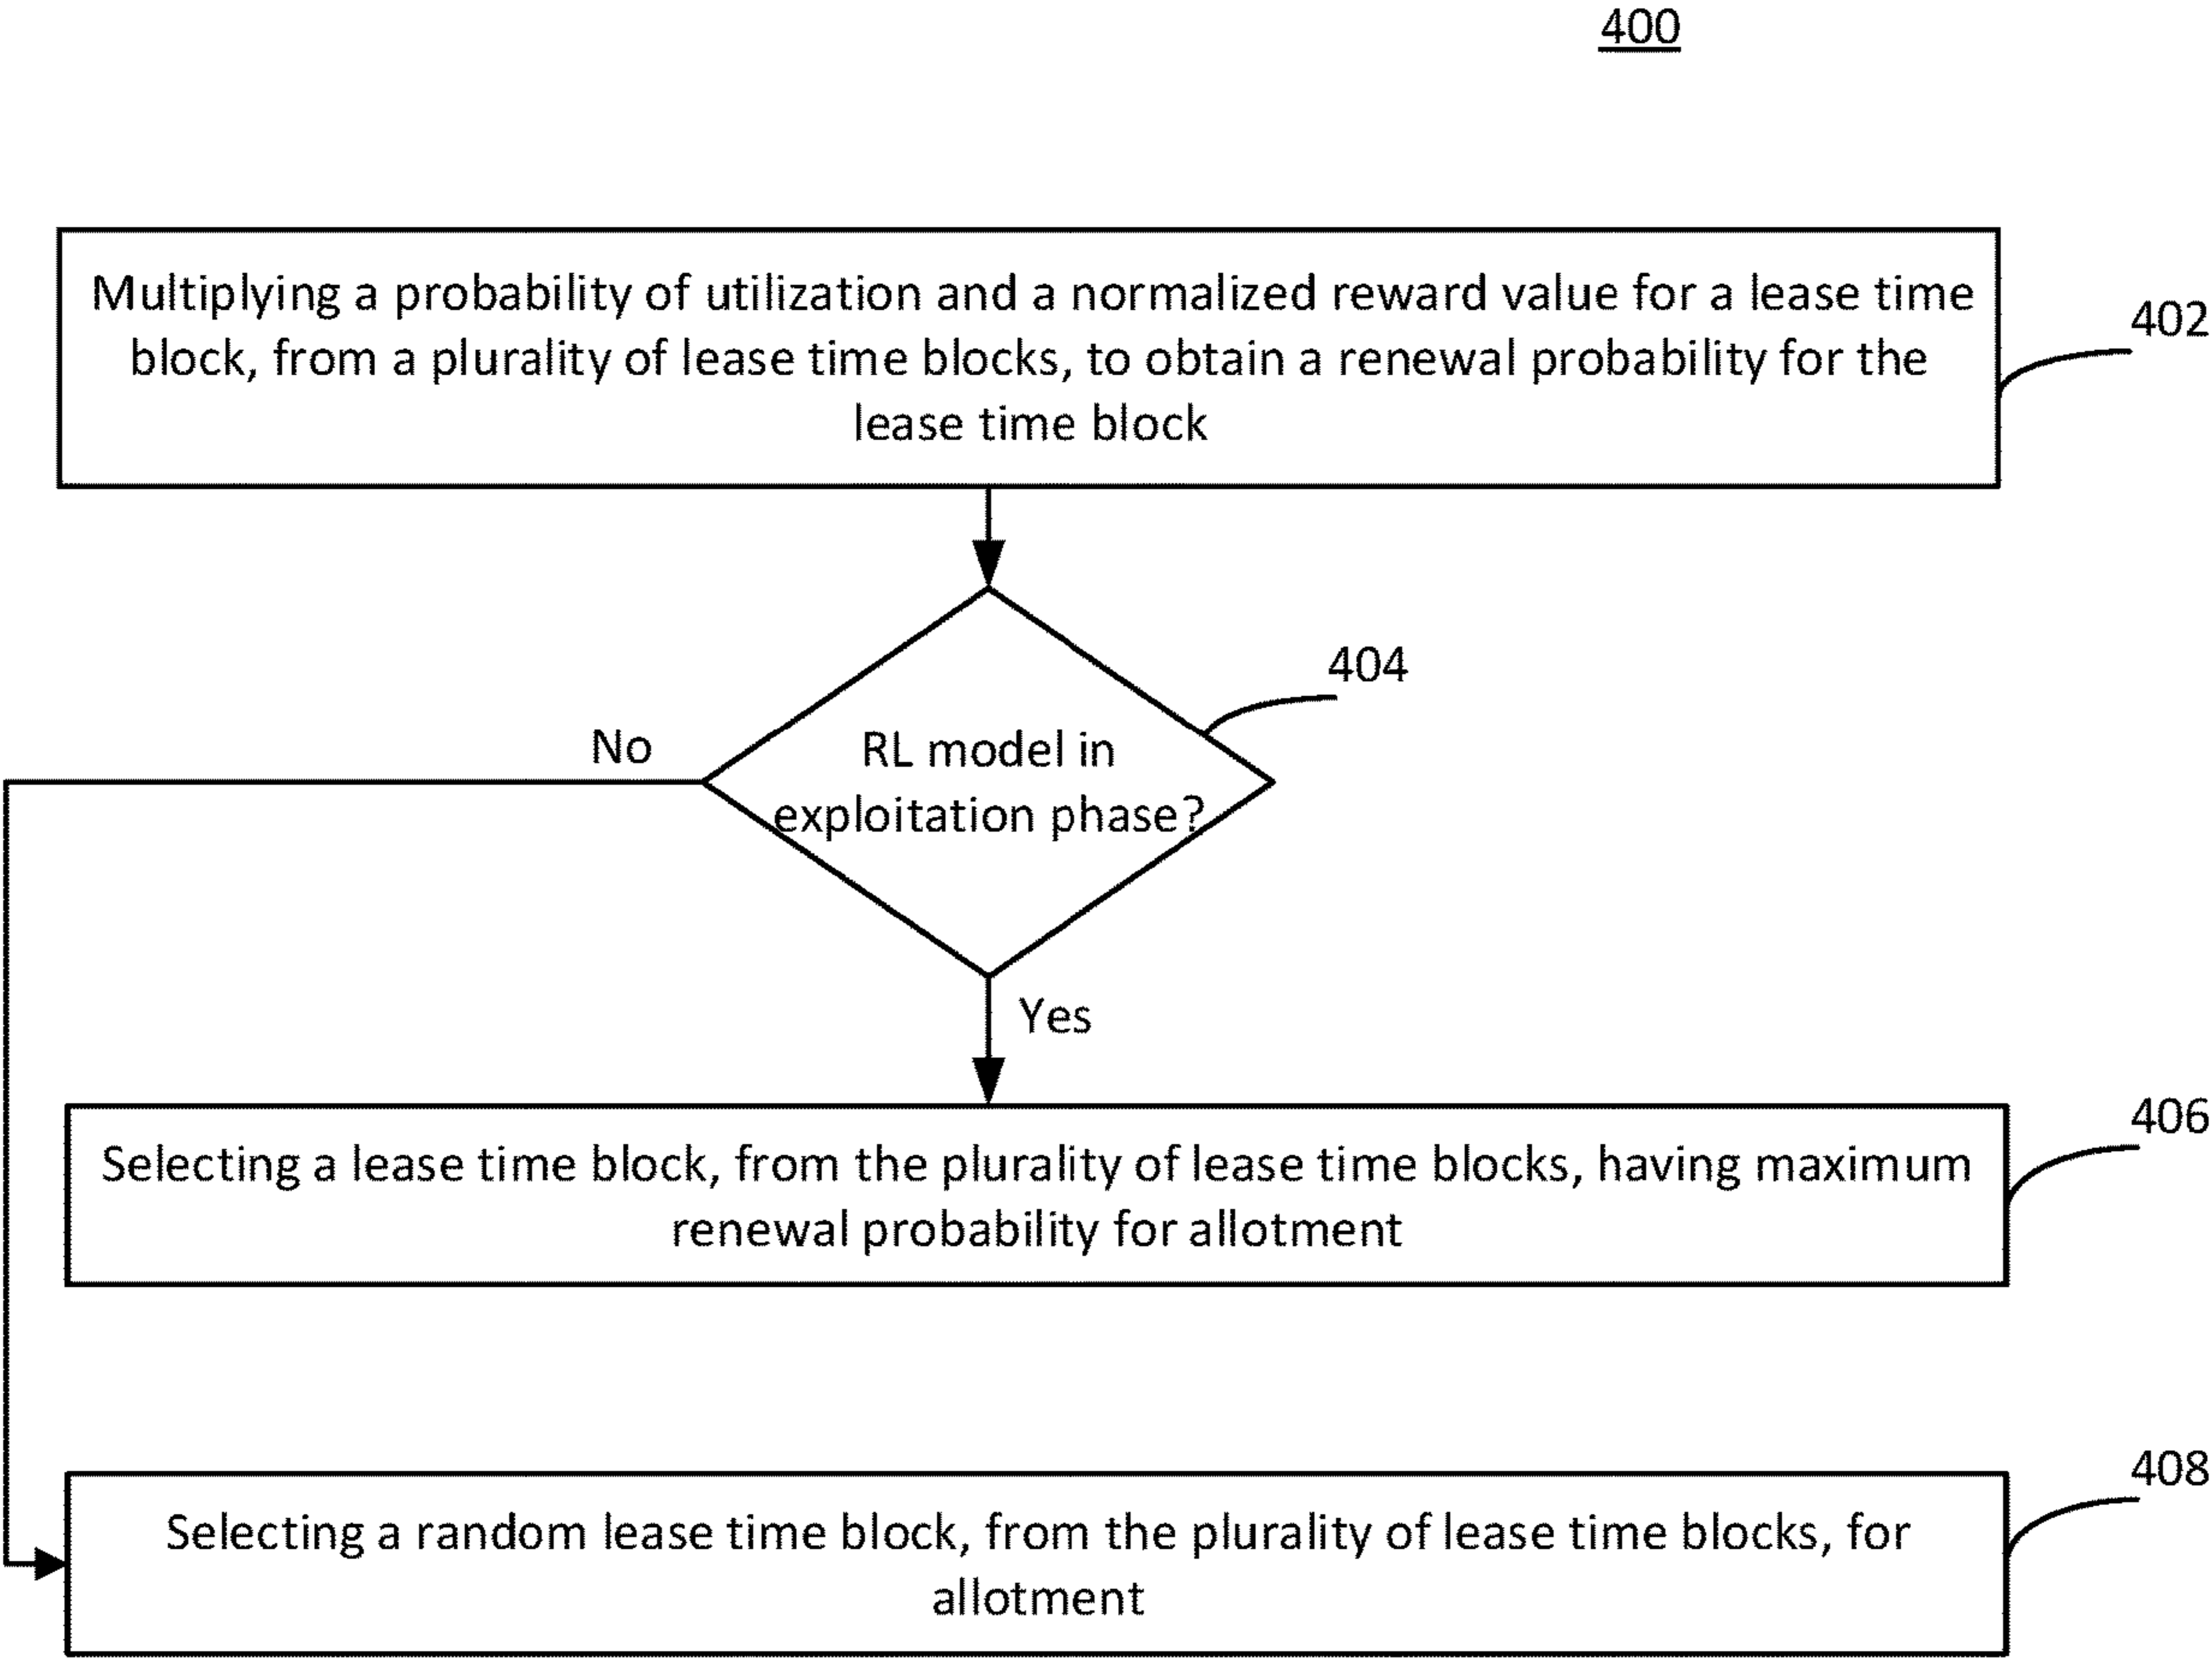 400
Multiplying a probability of utilization and a normalized reward value for a lease time
block, from a plurality of lease time blocks, to obtain a renewal probability for the
lease time block
402
404
No
RL model in
exploitation phase?
Yes
406
Selecting a lease time block, from the plurality of lease time blocks, having maximum
renewal probability for allotment
408
Selecting a random lease time block, from the plurality of lease time blocks, for
allotment